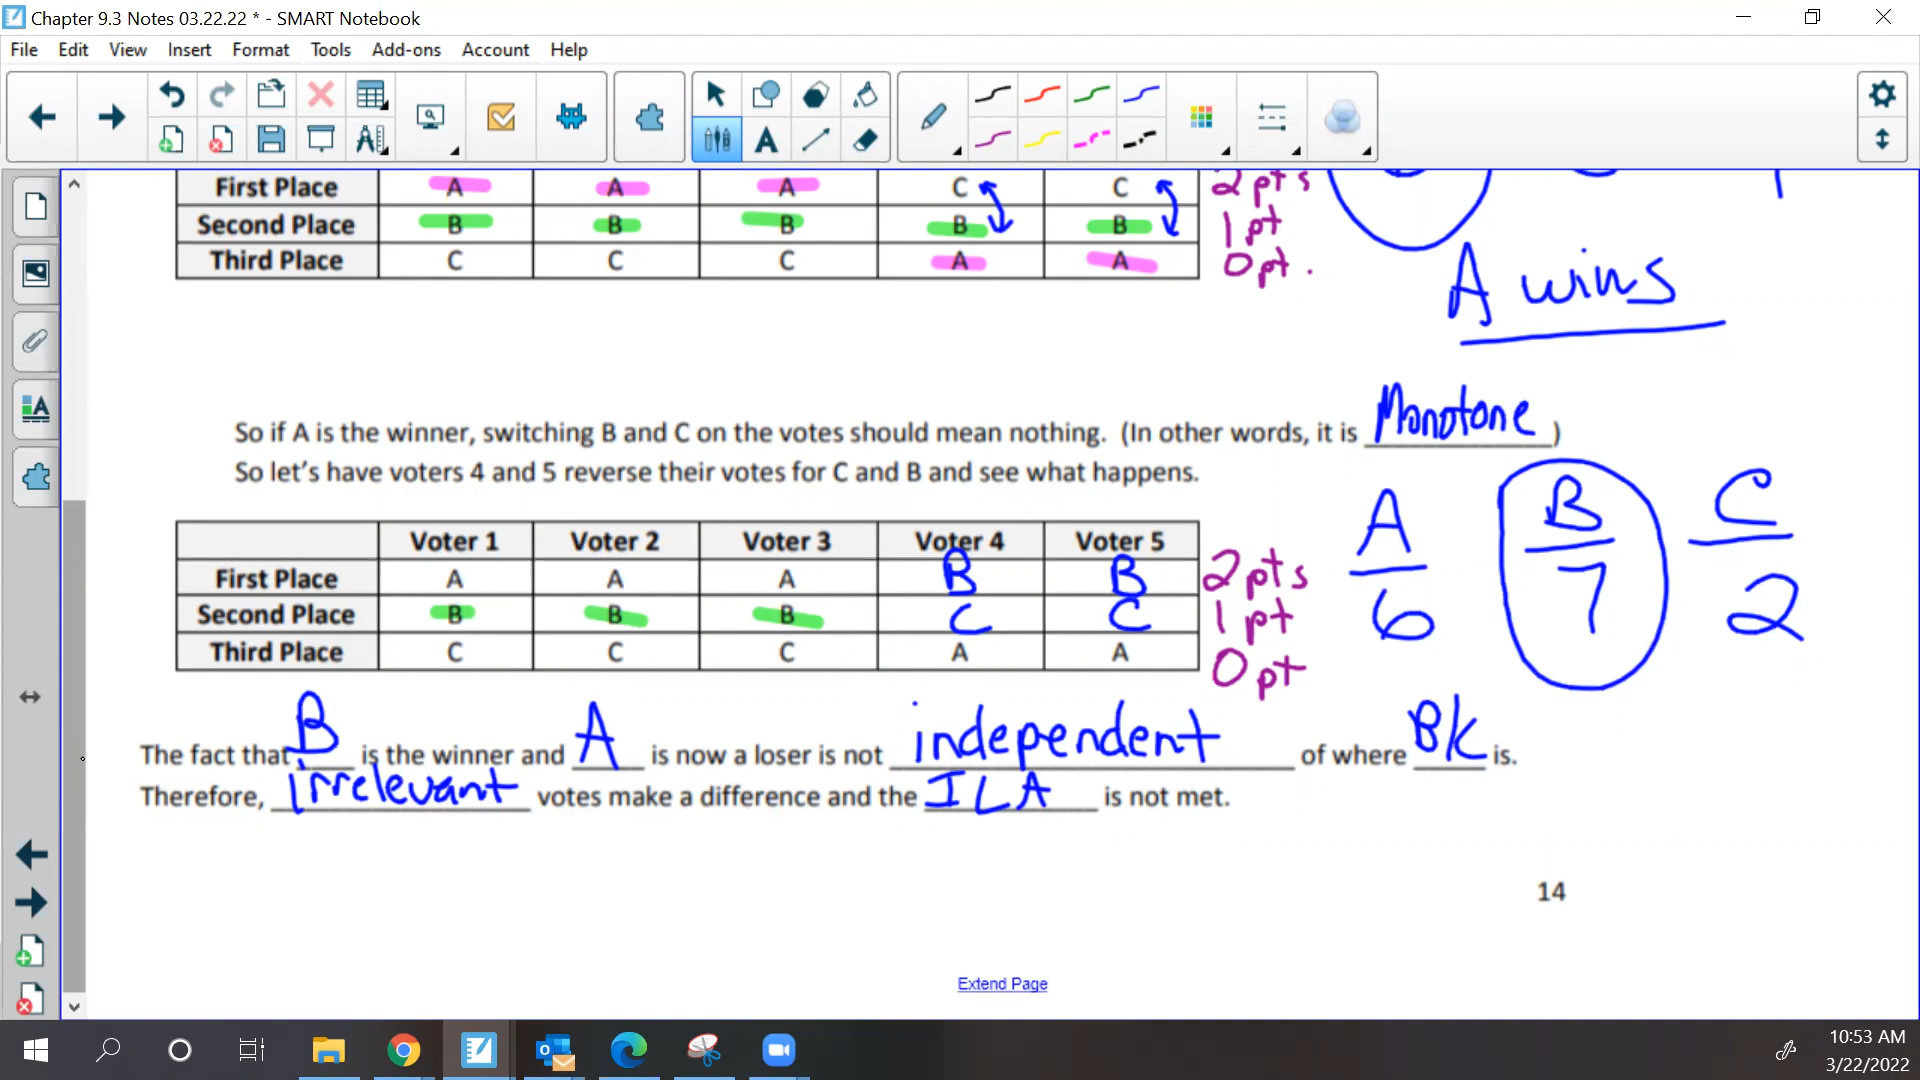 Chapter 9.3 Notes 03.22.22 * - SMART Notebook
File Edit View Insert Format Tools Add-ons Account Help
First Place A A A C C 2 pts
Second Place B B B B B 1 pt
Third Place C C C A A 0 pt.
A wins
So if A is the winner, switching B and C on the votes should mean nothing. (In other words, it is Monotone)
So let's have voters 4 and 5 reverse their votes for C and B and see what happens.
A B C
6 7 2
Voter 1 Voter 2 Voter 3 Voter 4 Voter 5
First Place A A A B B 2 pts
Second Place B B B C C 1 pt
Third Place C C C A A 0 pt
The fact that B is the winner and A is now a loser is not independent of where is.
Therefore, irrelevant votes make a difference and the is not met.
14
Extend Page
10:53 AM
3/22/2022